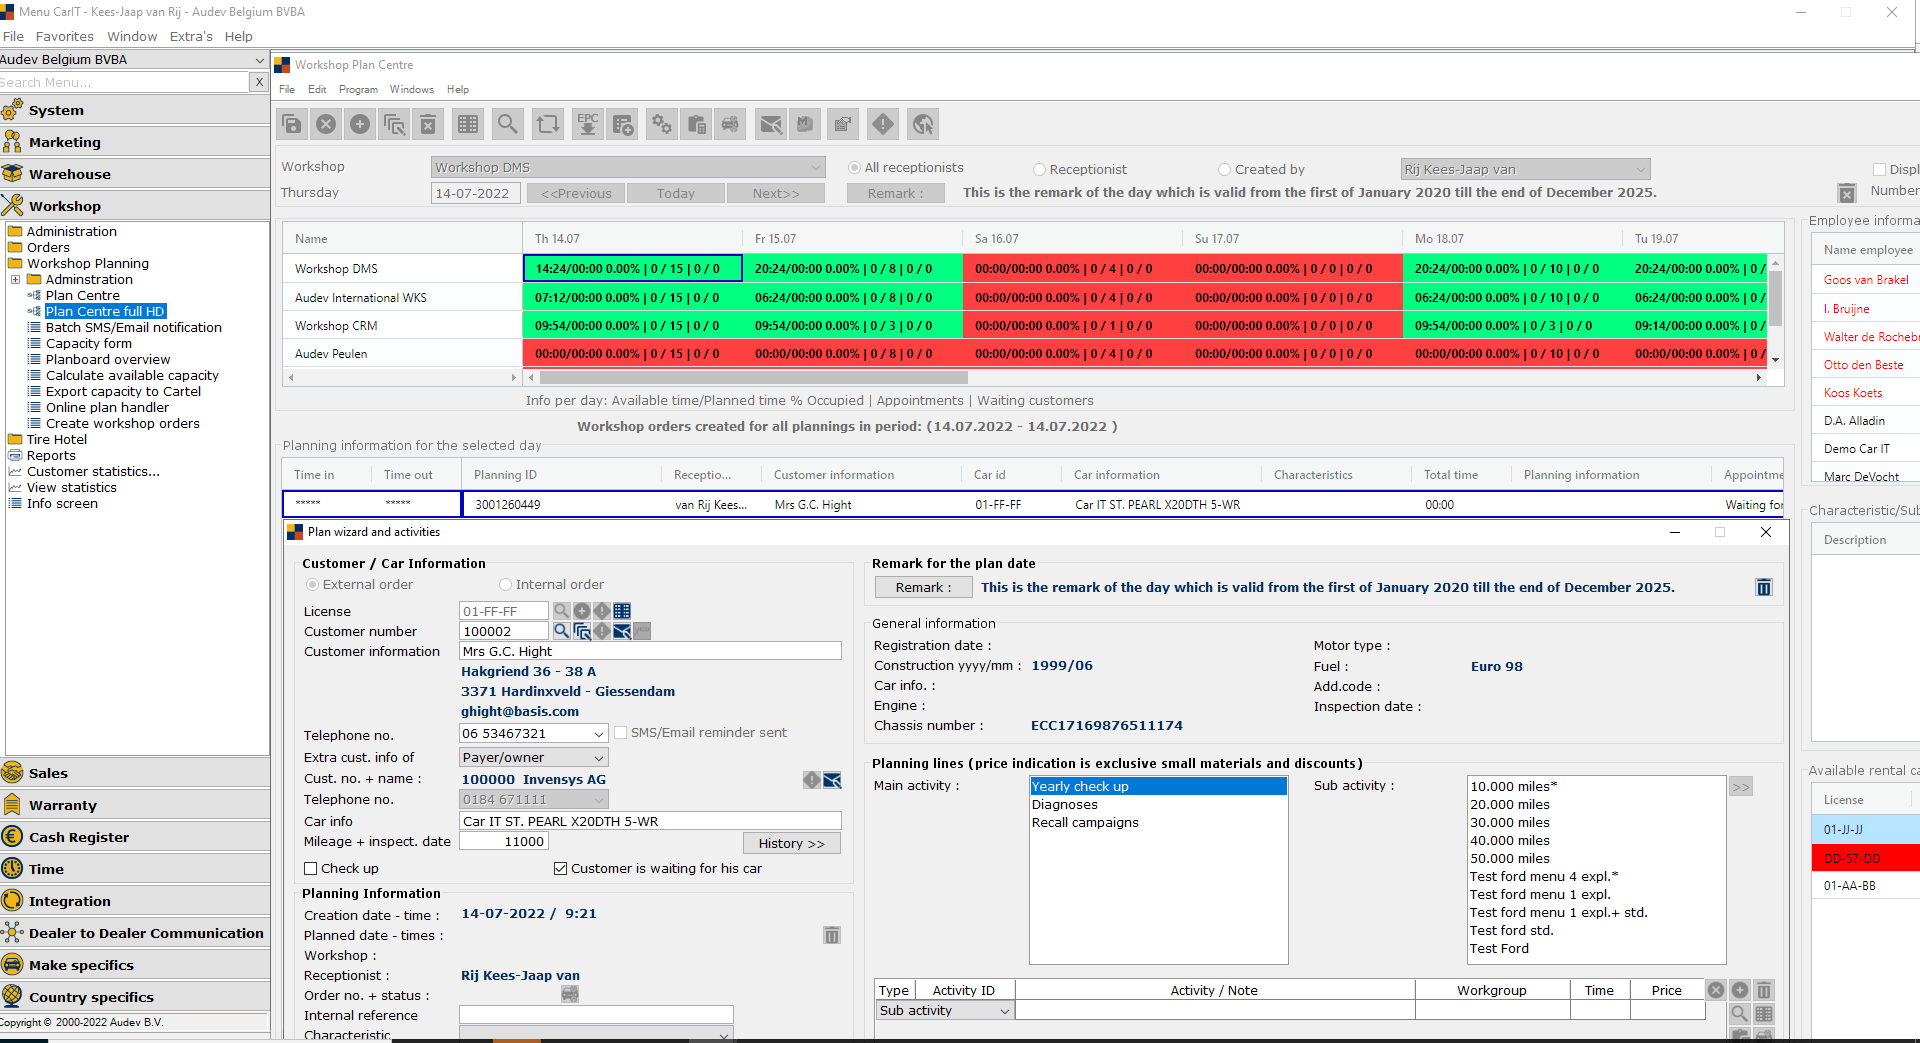 Menu CarIT - Kees-Jaap van Rij - Audev Belgium BVBA
File Favorites Window Extra's Help
Audev Belgium BVBA
Search Menu...
X
System
Marketing
Warehouse
Workshop
Administration
Orders
Workshop Planning
Adminstration
Plan Centre
Plan Centre full HD
Batch SMS/Email notification
Capacity form
Planboard overview
Calculate available capacity
Export capacity to Cartel
Online plan handler
Create workshop orders
Tire Hotel
Reports
Customer statistics...
View statistics
Info screen
Sales
Warranty
Cash Register
Time
Integration
Dealer to Dealer Communication
Make specifics
Country specifics
Copyright © 2000-2022 Audev B.V.
Workshop Plan Centre
File Edit Program Windows Help
EPC
Workshop
Workshop DMS
All receptionists
Receptionist
Created by
Rij Kees-Jaap van
Displ
Thursday
14-07-2022
<<Previous
Today
Next>>
Remark :
This is the remark of the day which is valid from the first of January 2020 till the end of December 2025.
Number
Name Th 14.07 Fr 15.07 Sa 16.07 Su 17.07 Mo 18.07 Tu 19.07
Workshop DMS 14:24/00:00 0.00% | 0 / 15 | 0 / 0 20:24/00:00 0.00% | 0 / 8 | 0 / 0 00:00/00:00 0.00% | 0 / 4 | 0 / 0 00:00/00:00 0.00% | 0 / 0 | 0 / 0 20:24/00:00 0.00% | 0 / 10 | 0 / 0 20:24/00:00 0.00% | 0 /
Audev International WKS 07:12/00:00 0.00% | 0 / 15 | 0 / 0 06:24/00:00 0.00% | 0 / 8 | 0 / 0 00:00/00:00 0.00% | 0 / 4 | 0 / 0 00:00/00:00 0.00% | 0 / 0 | 0 / 0 06:24/00:00 0.00% | 0 / 10 | 0 / 0 06:24/00:00 0.00% | 0 /
Workshop CRM 09:54/00:00 0.00% | 0 / 15 | 0 / 0 09:54/00:00 0.00% | 0 / 3 | 0 / 0 00:00/00:00 0.00% | 0 / 1 | 0 / 0 00:00/00:00 0.00% | 0 / 0 | 0 / 0 09:54/00:00 0.00% | 0 / 3 | 0 / 0 09:14/00:00 0.00% | 0 /
Audev Peulen 00:00/00:00 0.00% | 0 / 15 | 0 / 0 00:00/00:00 0.00% | 0 / 8 | 0 / 0 00:00/00:00 0.00% | 0 / 4 | 0 / 0 00:00/00:00 0.00% | 0 / 0 | 0 / 0 00:00/00:00 0.00% | 0 / 10 | 0 / 0 00:00/00:00 0.00% | 0 /
Info per day: Available time/Planned time % Occupied | Appointments | Waiting customers
Workshop orders created for all plannings in period: (14.07.2022 - 14.07.2022 )
Planning information for the selected day
Time in Time out Planning ID Receptio... Customer information Car id Car information Characteristics Total time Planning information Appointme
***** ***** 3001260449 van Rij Kees... Mrs G.C. Hight 01-FF-FF Car IT ST. PEARL X20DTH 5-WR 00:00 Waiting for
Employee informa
Name employee
Goos van Brakel
I. Bruijne
Walter de Rocheb
Otto den Beste
Koos Koets
D.A. Alladin
Demo Car IT
Marc DeVocht
Characteristic/Sub
Description
Available rental ca
License
01-JJ-JJ
DD-57-DD
01-AA-BB
Plan wizard and activities
Customer / Car Information
External order
Internal order
License 01-FF-FF
Customer number 100002
Customer information Mrs G.C. Hight
Hakgriend 36 - 38 A
3371 Hardinxveld - Giessendam
ghight@basis.com
Telephone no. 06 53467321
SMS/Email reminder sent
Extra cust. info of Payer/owner
Cust. no. + name : 100000 Invensys AG
Telephone no. 0184 671111
Car info Car IT ST. PEARL X20DTH 5-WR
Mileage + inspect. date 11000
History >>
Check up
Customer is waiting for his car
Planning Information
Creation date - time : 14-07-2022 / 9:21
Planned date - times :
Workshop :
Receptionist : Rij Kees-Jaap van
Order no. + status :
Internal reference
Characteristic
Remark for the plan date
Remark : This is the remark of the day which is valid from the first of January 2020 till the end of December 2025.
General information
Registration date :
Construction yyyy/mm : 1999/06
Car info. :
Engine :
Chassis number : ECC17169876511174
Motor type :
Fuel : Euro 98
Add.code :
Inspection date :
Planning lines (price indication is exclusive small materials and discounts)
Main activity :
Yearly check up
Diagnoses
Recall campaigns
Sub activity :
10.000 miles*
20.000 miles
30.000 miles
40.000 miles
50.000 miles
Test ford menu 4 expl.*
Test ford menu 1 expl.
Test ford menu 1 expl.+ std.
Test ford std.
Test Ford
>>
Type Activity ID Activity / Note Workgroup Time Price
Sub activity